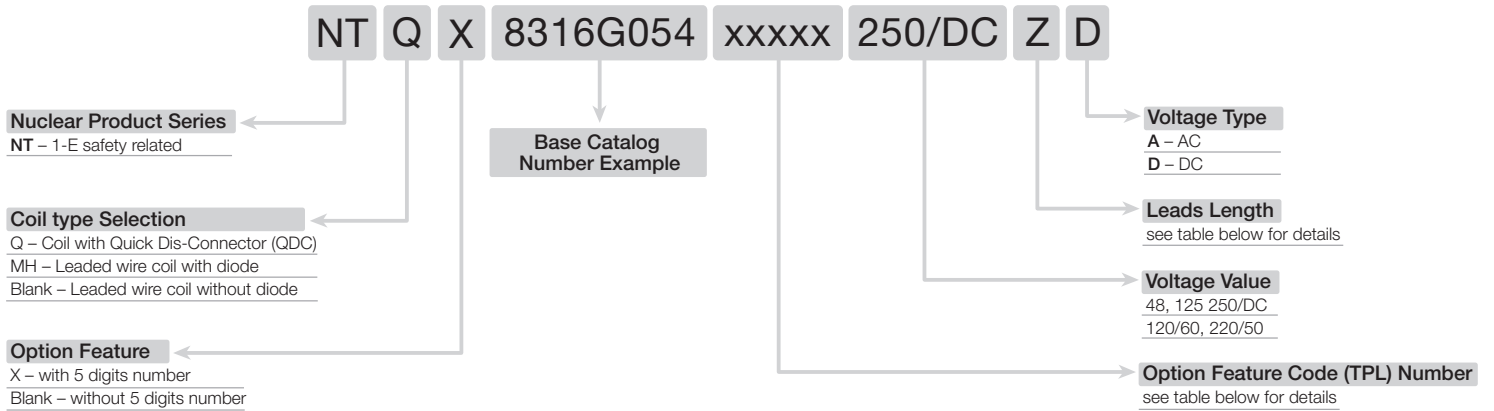 NT Q X 8316G054 xxxxx 250/DC Z D
Nuclear Product Series
NT – 1-E safety related
Coil type Selection
Q – Coil with Quick Dis-Connector (QDC)
MH – Leaded wire coil with diode
Blank – Leaded wire coil without diode
Option Feature
X – with 5 digits number
Blank – without 5 digits number
Base Catalog
Number Example
Voltage Type
A – AC
D – DC
Leads Length
see table below for details
Voltage Value
48, 125 250/DC
120/60, 220/50
Option Feature Code (TPL) Number
see table below for details